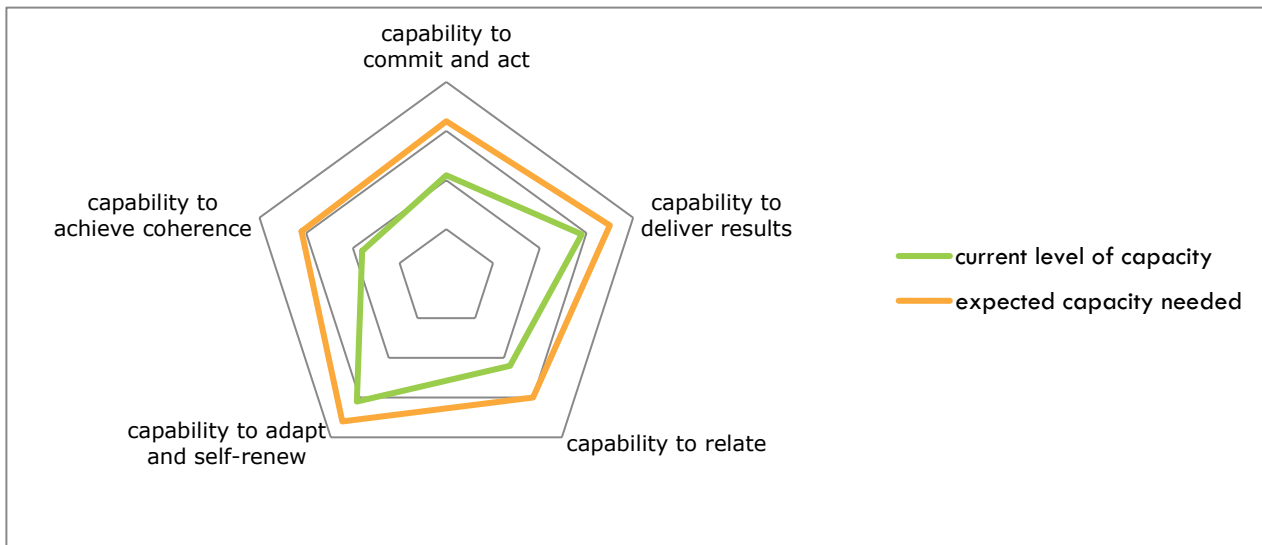 capability to
commit and act
capability to
deliver results
capability to relate
capability to adapt
and self-renew
capability to
achieve coherence
current level of capacity
expected capacity needed